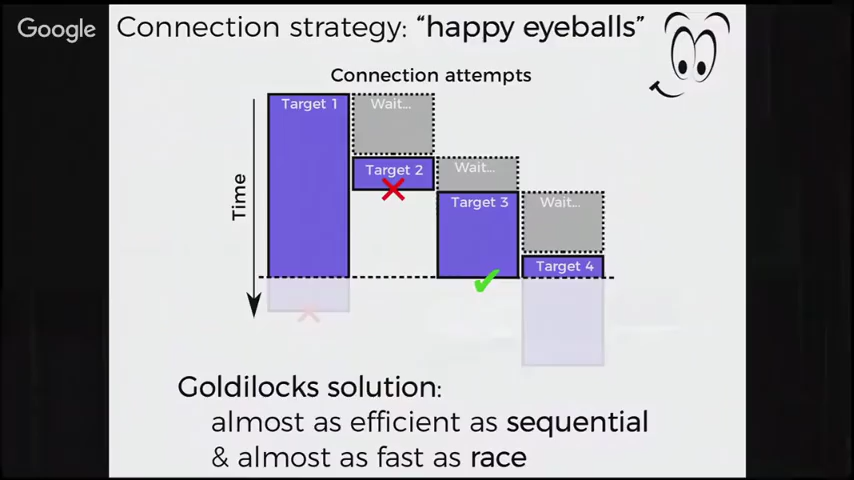 Google
Connection strategy: “happy eyeballs”
Connection attempts
Target 1
Wait...
Target 2
Wait...
Target 3
Wait...
Target 4
Time
Goldilocks solution:
almost as efficient as sequential
& almost as fast as race